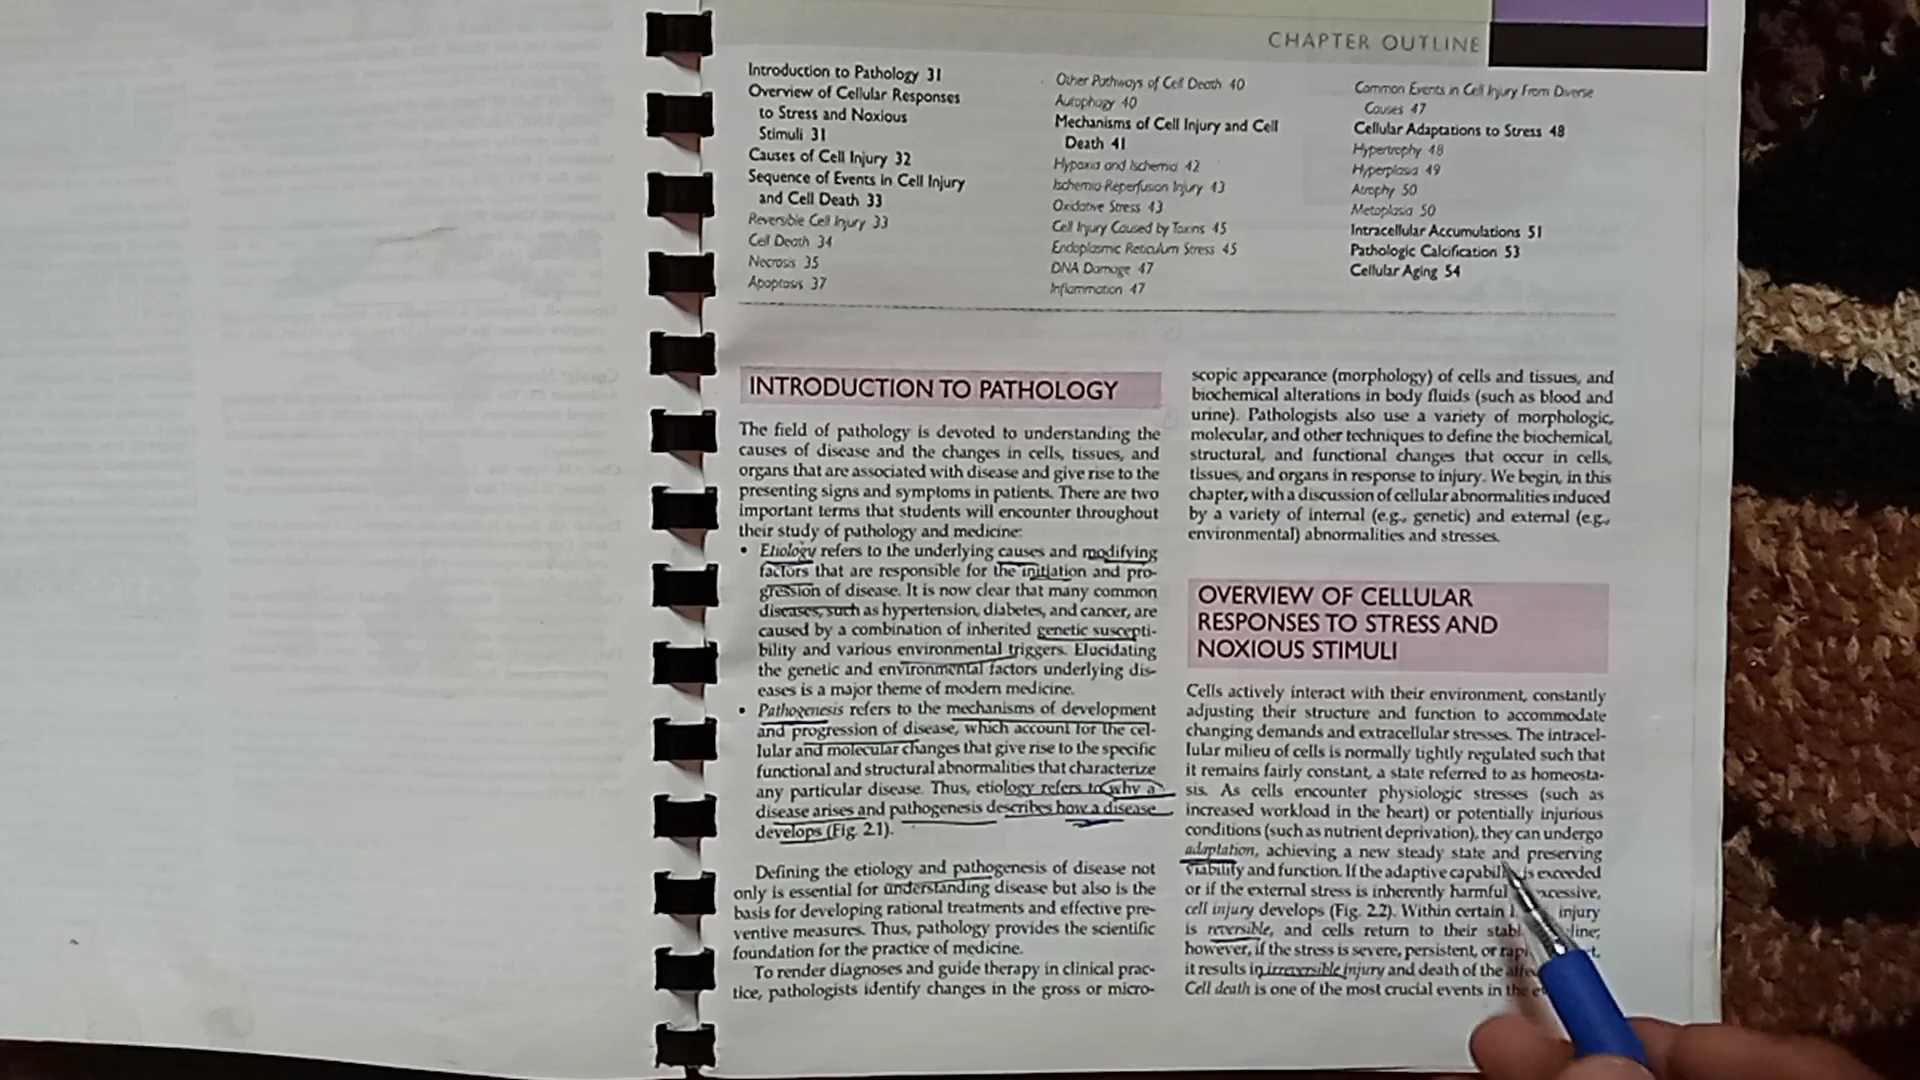 CHAPTER OUTLINE
Introduction to Pathology 31
Overview of Cellular Responses
to Stress and Noxious
Stimuli 31
Causes of Cell Injury 32
Sequence of Events in Cell Injury
and Cell Death 33
Reversible Cell Injury 33
Cell Death 34
Necrosis 35
Apoptosis 37
Other Pathways of Cell Death 40
Autophagy 40
Mechanisms of Cell Injury and Cell
Death 41
Hypoxia and Ischemia 42
Ischemia-Reperfusion Injury 43
Oxidative Stress 43
Cell Injury Caused by Toxins 45
Endoplasmic Reticulum Stress 45
DNA Damage 47
Inflammation 47
Common Events in Cell Injury From Diverse
Causes 47
Cellular Adaptations to Stress 48
Hypertrophy 48
Hyperplasia 49
Atrophy 50
Metaplasia 50
Intracellular Accumulations 51
Pathologic Calcification 53
Cellular Aging 54
INTRODUCTION TO PATHOLOGY
The field of pathology is devoted to understanding the
causes of disease and the changes in cells, tissues, and
organs that are associated with disease and give rise to the
presenting signs and symptoms in patients. There are two
important terms that students will encounter throughout
their study of pathology and medicine:
• Etiology refers to the underlying causes and modifying
factors that are responsible for the initiation and pro-
gression of disease. It is now clear that many common
diseases, such as hypertension, diabetes, and cancer, are
caused by a combination of inherited genetic suscepti-
bility and various environmental triggers. Elucidating
the genetic and environmental factors underlying dis-
eases is a major theme of modern medicine.
• Pathogenesis refers to the mechanisms of development
and progression of disease, which account for the cel-
lular and molecular changes that give rise to the specific
functional and structural abnormalities that characterize
any particular disease. Thus, etiology refers to why a
disease arises and pathogenesis describes how a disease
develops (Fig. 2.1).
Defining the etiology and pathogenesis of disease not
only is essential for understanding disease but also is the
basis for developing rational treatments and effective pre-
ventive measures. Thus, pathology provides the scientific
foundation for the practice of medicine.
To render diagnoses and guide therapy in clinical prac-
tice, pathologists identify changes in the gross or micro-
scopic appearance (morphology) of cells and tissues, and
biochemical alterations in body fluids (such as blood and
urine). Pathologists also use a variety of morphologic,
molecular, and other techniques to define the biochemical,
structural, and functional changes that occur in cells,
tissues, and organs in response to injury. We begin, in this
chapter, with a discussion of cellular abnormalities induced
by a variety of internal (e.g., genetic) and external (e.g.,
environmental) abnormalities and stresses.
OVERVIEW OF CELLULAR
RESPONSES TO STRESS AND
NOXIOUS STIMULI
Cells actively interact with their environment, constantly
adjusting their structure and function to accommodate
changing demands and extracellular stresses. The intracel-
lular milieu of cells is normally tightly regulated such that
it remains fairly constant, a state referred to as homeosta-
sis. As cells encounter physiologic stresses (such as
increased workload in the heart) or potentially injurious
conditions (such as nutrient deprivation), they can undergo
adaptation, achieving a new steady state and preserving
viability and function. If the adaptive capabili is exceeded
or if the external stress is inherently harmful excessive,
cell injury develops (Fig. 2.2). Within certain injury
is reversible, and cells return to their line;
however, if the stress is severe, persistent, or
it results in irreversible injury and death of the
Cell death is one of the most crucial events in the